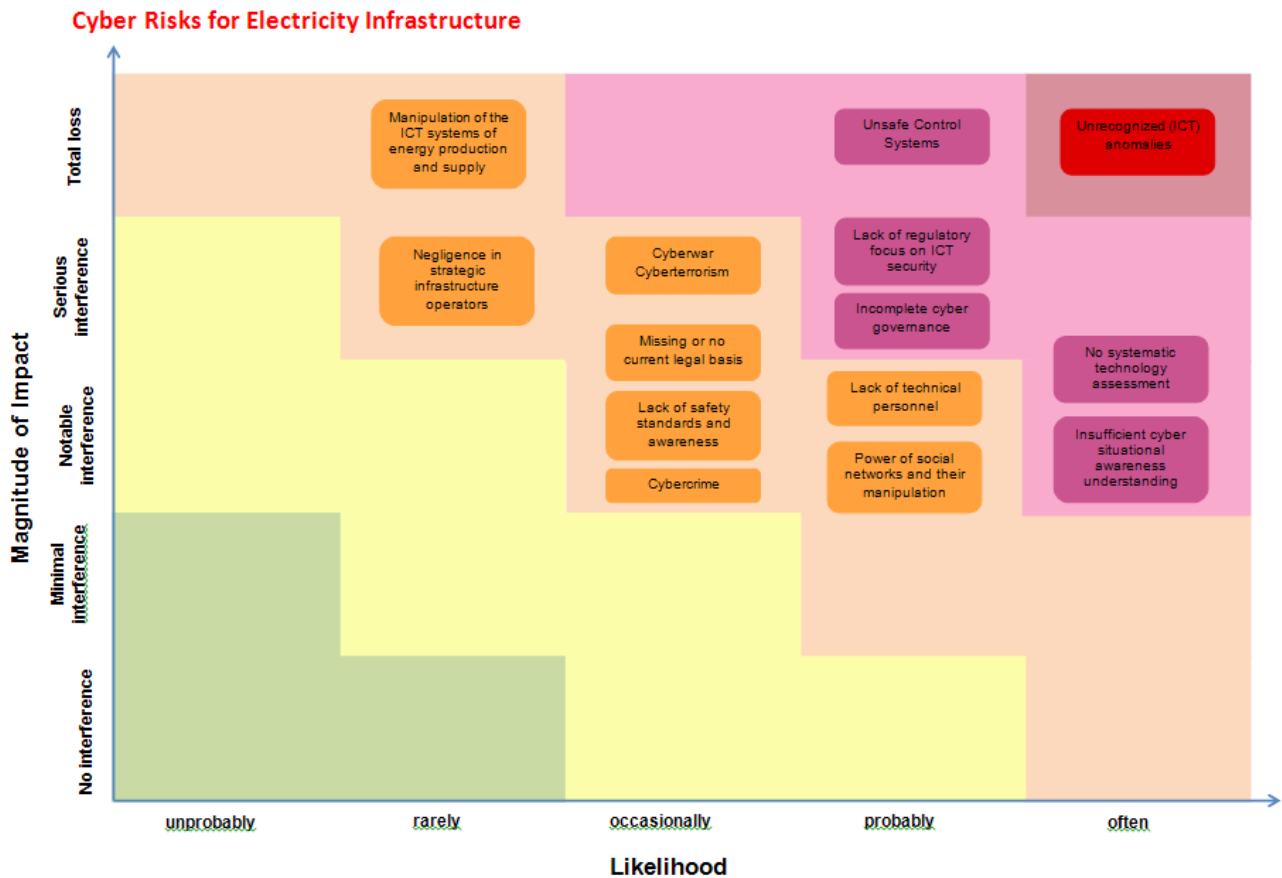 Cyber Risks for Electricity Infrastructure
Magnitude of Impact
Total loss
Serious
interference
Notable
interference
Minimal
interference
No interference
Manipulation of the
ICT systems of
energy production
and supply
Unsafe Control
Systems
Unrecognized (ICT)
anomalies
Negligence in
strategic
infrastructure
operators
Cyberwar
Cyberterrorism
Lack of regulatory
focus on ICT
security
Incomplete cyber
governance
Missing or no
current legal basis
No systematic
technology
assessment
Lack of safety
standards and
awareness
Lack of technical
personnel
Insufficient cyber
situational
awareness
understanding
Cybercrime
Power of social
networks and their
manipulation
unprobably
rarely
occasionally
probably
often
Likelihood